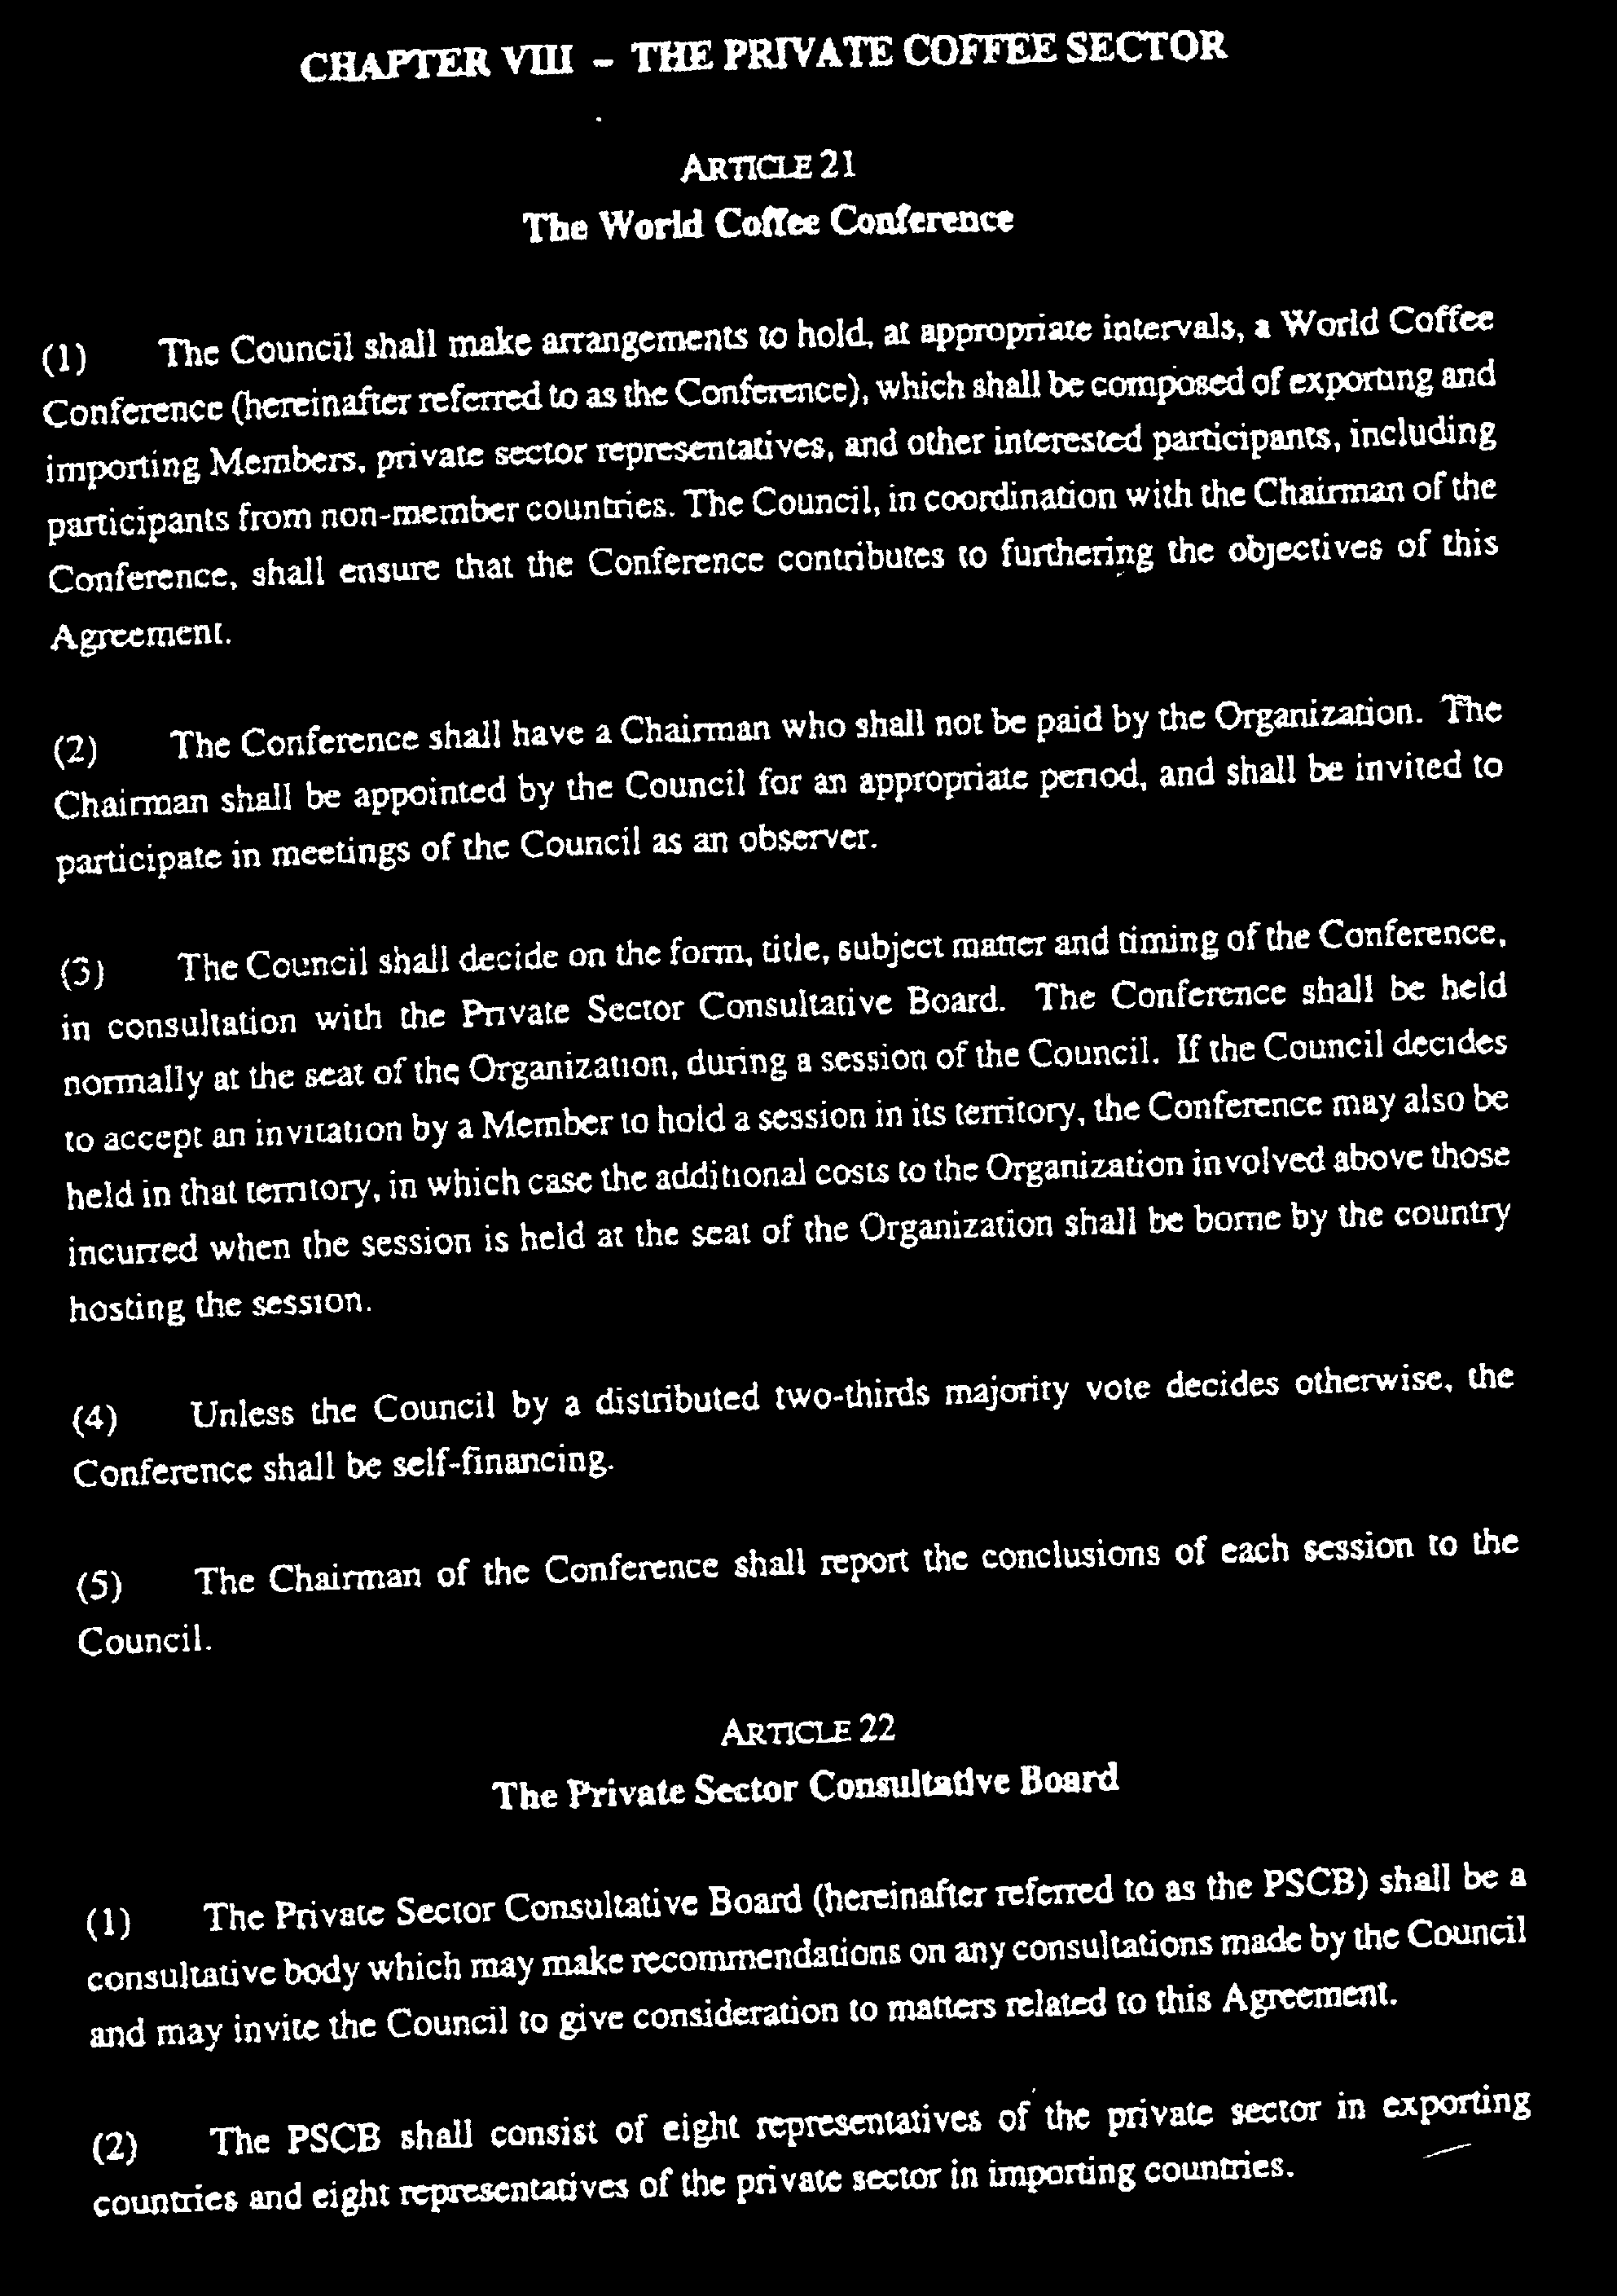 CHAPTER VIII – THE PRIVATE COFFEE SECTOR
ARTICLE 21
The World Coffee Conference
(1) The Council shall make arrangements to hold, at appropriate intervals, a World Coffee
Conference (hereinafter referred to as the Conference), which shall be composed of exporting and
importing Members, private sector representatives, and other interested participants, including
participants from non-member countries. The Council, in coordination with the Chairman of the
Conference, shall ensure that the Conference contributes to furthering the objectives of this
Agreement.
(2) The Conference shall have a Chairman who shall not be paid by the Organization. The
Chairman shall be appointed by the Council for an appropriate period, and shall be invited to
participate in meetings of the Council as an observer.
(3) The Council shall decide on the form, title, subject matter and timing of the Conference,
in consultation with the Private Sector Consultative Board. The Conference shall be held
normally at the seat of the Organization, during a session of the Council. If the Council decides
to accept an invitation by a Member to hold a session in its territory, the Conference may also be
held in that territory, in which case the additional costs to the Organization involved above those
incurred when the session is held at the seat of the Organization shall be borne by the country
hosting the session.
(4) Unless the Council by a distributed two-thirds majority vote decides otherwise, the
Conference shall be self-financing.
(5) The Chairman of the Conference shall report the conclusions of each session to the
Council.
ARTICLE 22
The Private Sector Consultative Board
(1) The Private Sector Consultative Board (hereinafter referred to as the PSCB) shall be a
consultative body which may make recommendations on any consultations made by the Council
and may invite the Council to give consideration to matters related to this Agreement.
(2) The PSCB shall consist of eight representatives of the private sector in exporting
countries and eight representatives of the private sector in importing countries.